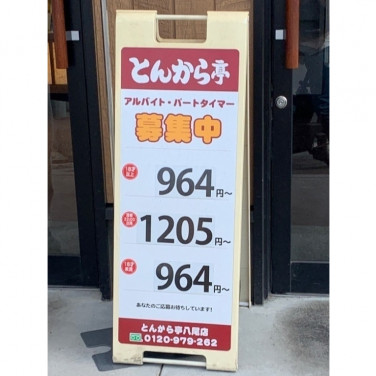 とんから亭
アルバイト・パートタイマー
募集中
964円～
1205円～
964円～
あなたのご応募お待ちしています!
とんから亭八尾店
0120-979-262